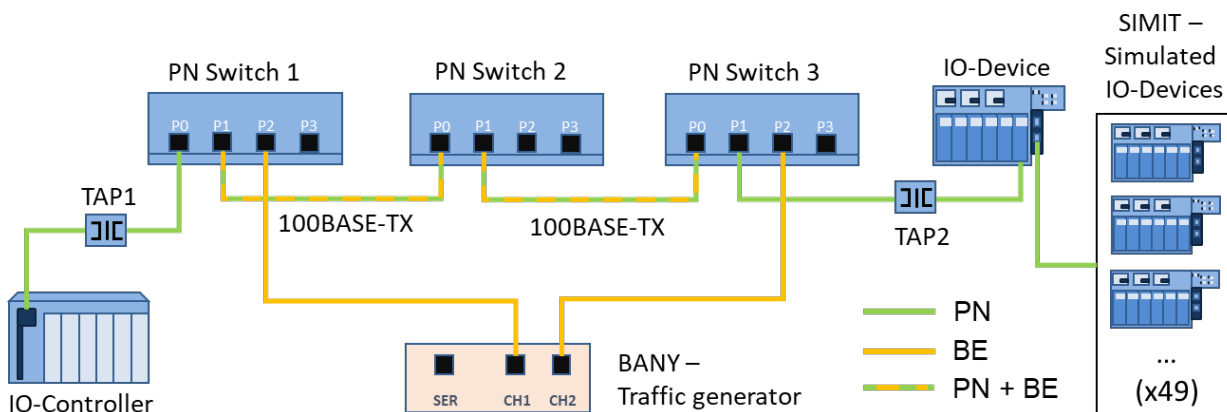 SIMIT –
Simulated
IO-Devices
PN Switch 1
PN Switch 2
PN Switch 3
IO-Device
P0 P1 P2 P3
P0 P1 P2 P3
P0 P1 P2 P3
TAP1
100BASE-TX
100BASE-TX
TAP2
IO-Controller
SER CH1 CH2
BANY –
Traffic generator
PN
BE
PN + BE
...
(x49)